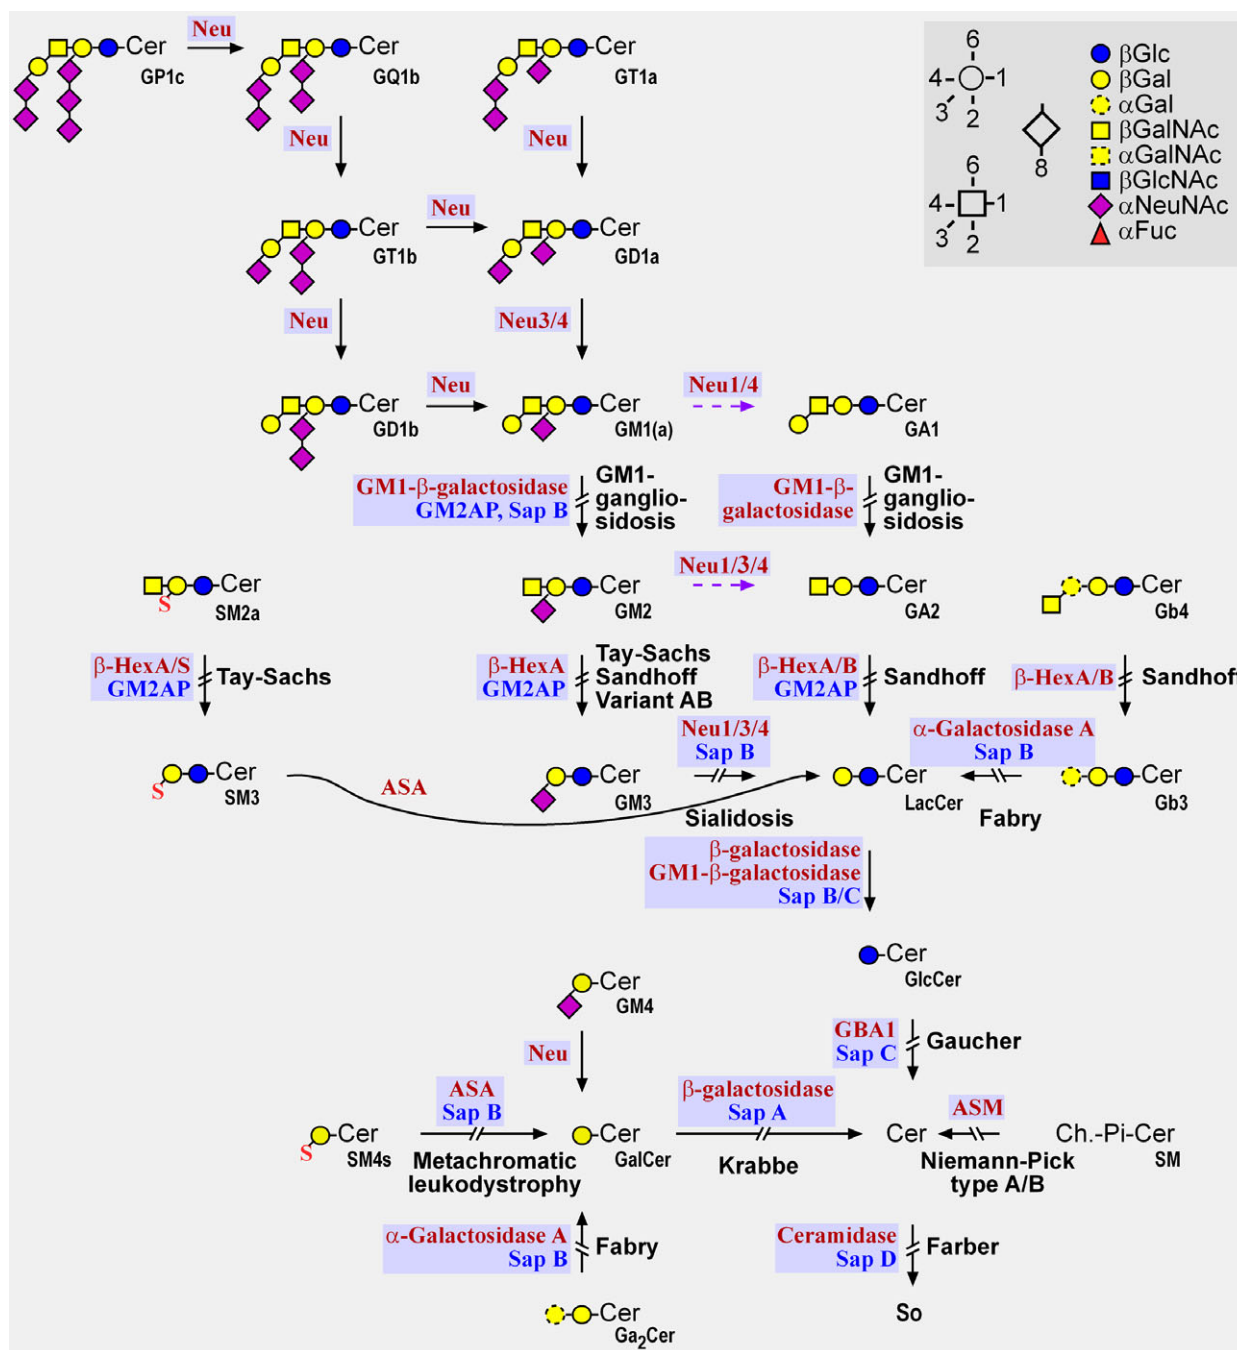 Neu
Cer
GP1c
Cer
GQ1b
Cer
GT1a
6
4
1
3
2
6
4
1
3
2
8
βGlc
βGal
αGal
βGalNAc
αGalNAc
βGlcNAc
αNeuNAc
αFuc
Neu
Neu
Neu
Cer
GT1b
Cer
GD1a
Neu
Neu3/4
Neu
Neu1/4
Cer
GD1b
Cer
GM1(a)
Cer
GA1
GM1-β-galactosidase
GM2AP, Sap B
GM1-
ganglio-
sidosis
GM1-β-
galactosidase
GM1-
ganglio-
sidosis
Neu1/3/4
S
Cer
SM2a
Cer
GM2
Cer
GA2
Cer
Gb4
β-HexA/S
GM2AP
Tay-Sachs
β-HexA
GM2AP
Tay-Sachs
Sandhoff
Variant AB
β-HexA/B
GM2AP
Sandhoff
β-HexA/B
Sandhoff
Neu1/3/4
Sap B
α-Galactosidase A
Sap B
S
Cer
SM3
ASA
Cer
GM3
Sialidosis
Cer
LacCer
Fabry
Cer
Gb3
β-galactosidase
GM1-β-galactosidase
Sap B/C
Cer
GlcCer
Cer
GM4
Neu
GBA1
Sap C
Gaucher
ASA
Sap B
β-galactosidase
Sap A
ASM
S
Cer
SM4s
Metachromatic
leukodystrophy
Cer
GalCer
Krabbe
Cer
Niemann-Pick
type A/B
Ch.-Pi-Cer
SM
α-Galactosidase A
Sap B
Fabry
Ceramidase
Sap D
Farber
Cer
Ga2Cer
So